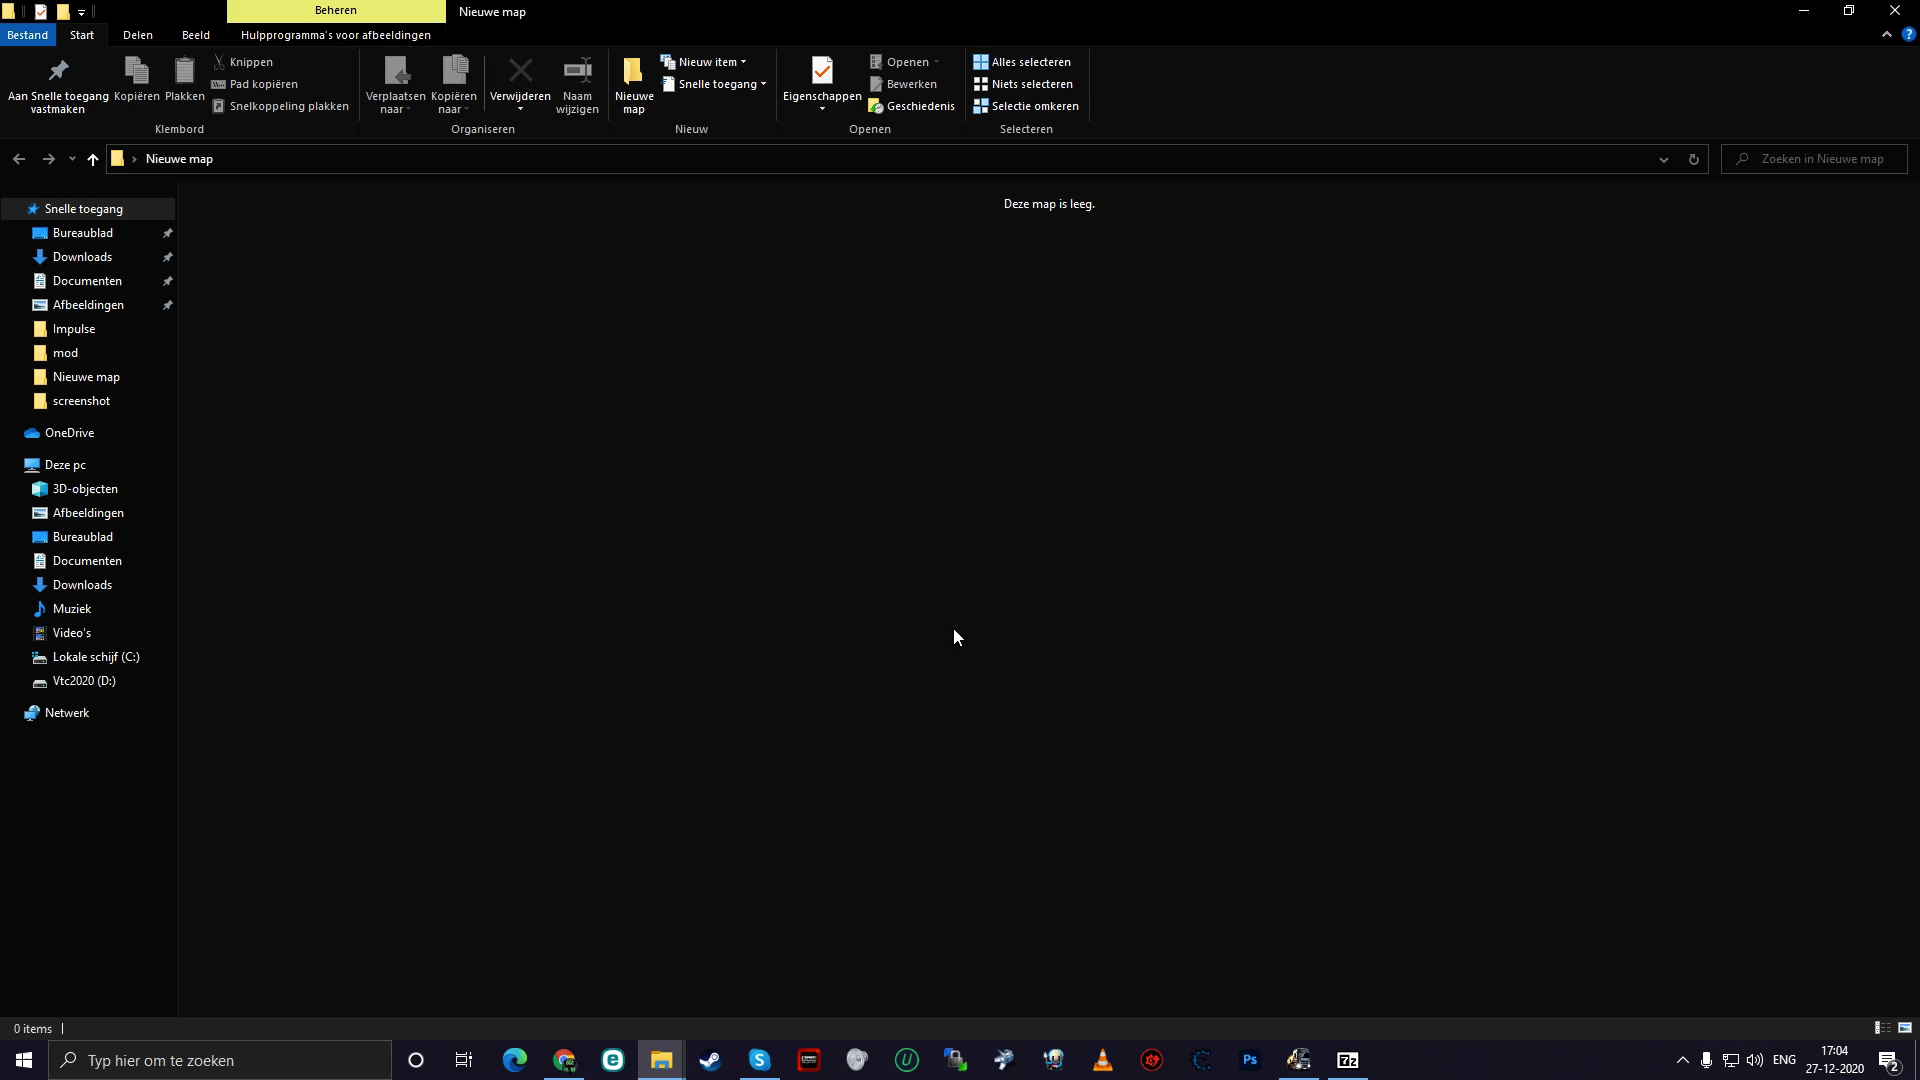 Beheren
Nieuwe map
Bestand
Start
Delen
Beeld
Hulpprogramma's voor afbeeldingen
Aan Snelle toegang
vastmaken
Kopiëren
Plakken
Knippen
Pad kopiëren
Snelkoppeling plakken
Klembord
Verplaatsen
naar
Kopiëren
naar
Verwijderen
Naam
wijzigen
Organiseren
Nieuwe
map
Nieuw item
Snelle toegang
Nieuw
Eigenschappen
Openen
Bewerken
Geschiedenis
Openen
Alles selecteren
Niets selecteren
Selectie omkeren
Selecteren
Nieuwe map
Zoeken in Nieuwe map
Deze map is leeg.
Snelle toegang
Bureaublad
Downloads
Documenten
Afbeeldingen
Impulse
mod
Nieuwe map
screenshot
OneDrive
Deze pc
3D-objecten
Afbeeldingen
Bureaublad
Documenten
Downloads
Muziek
Video's
Lokale schijf (C:)
Vtc2020 (D:)
Netwerk
0 items
Typ hier om te zoeken
Ps
7z
ENG
17:04
27-12-2020
2